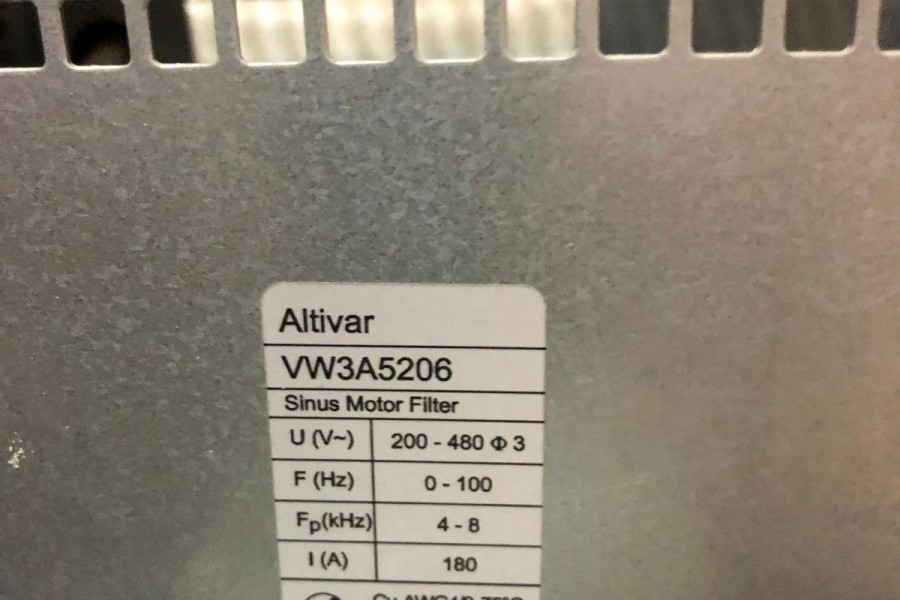 Altivar
VW3A5206
Sinus Motor Filter
U (V~) 200 - 480 Φ 3
F (Hz) 0 - 100
Fp(kHz) 4 - 8
I (A) 180